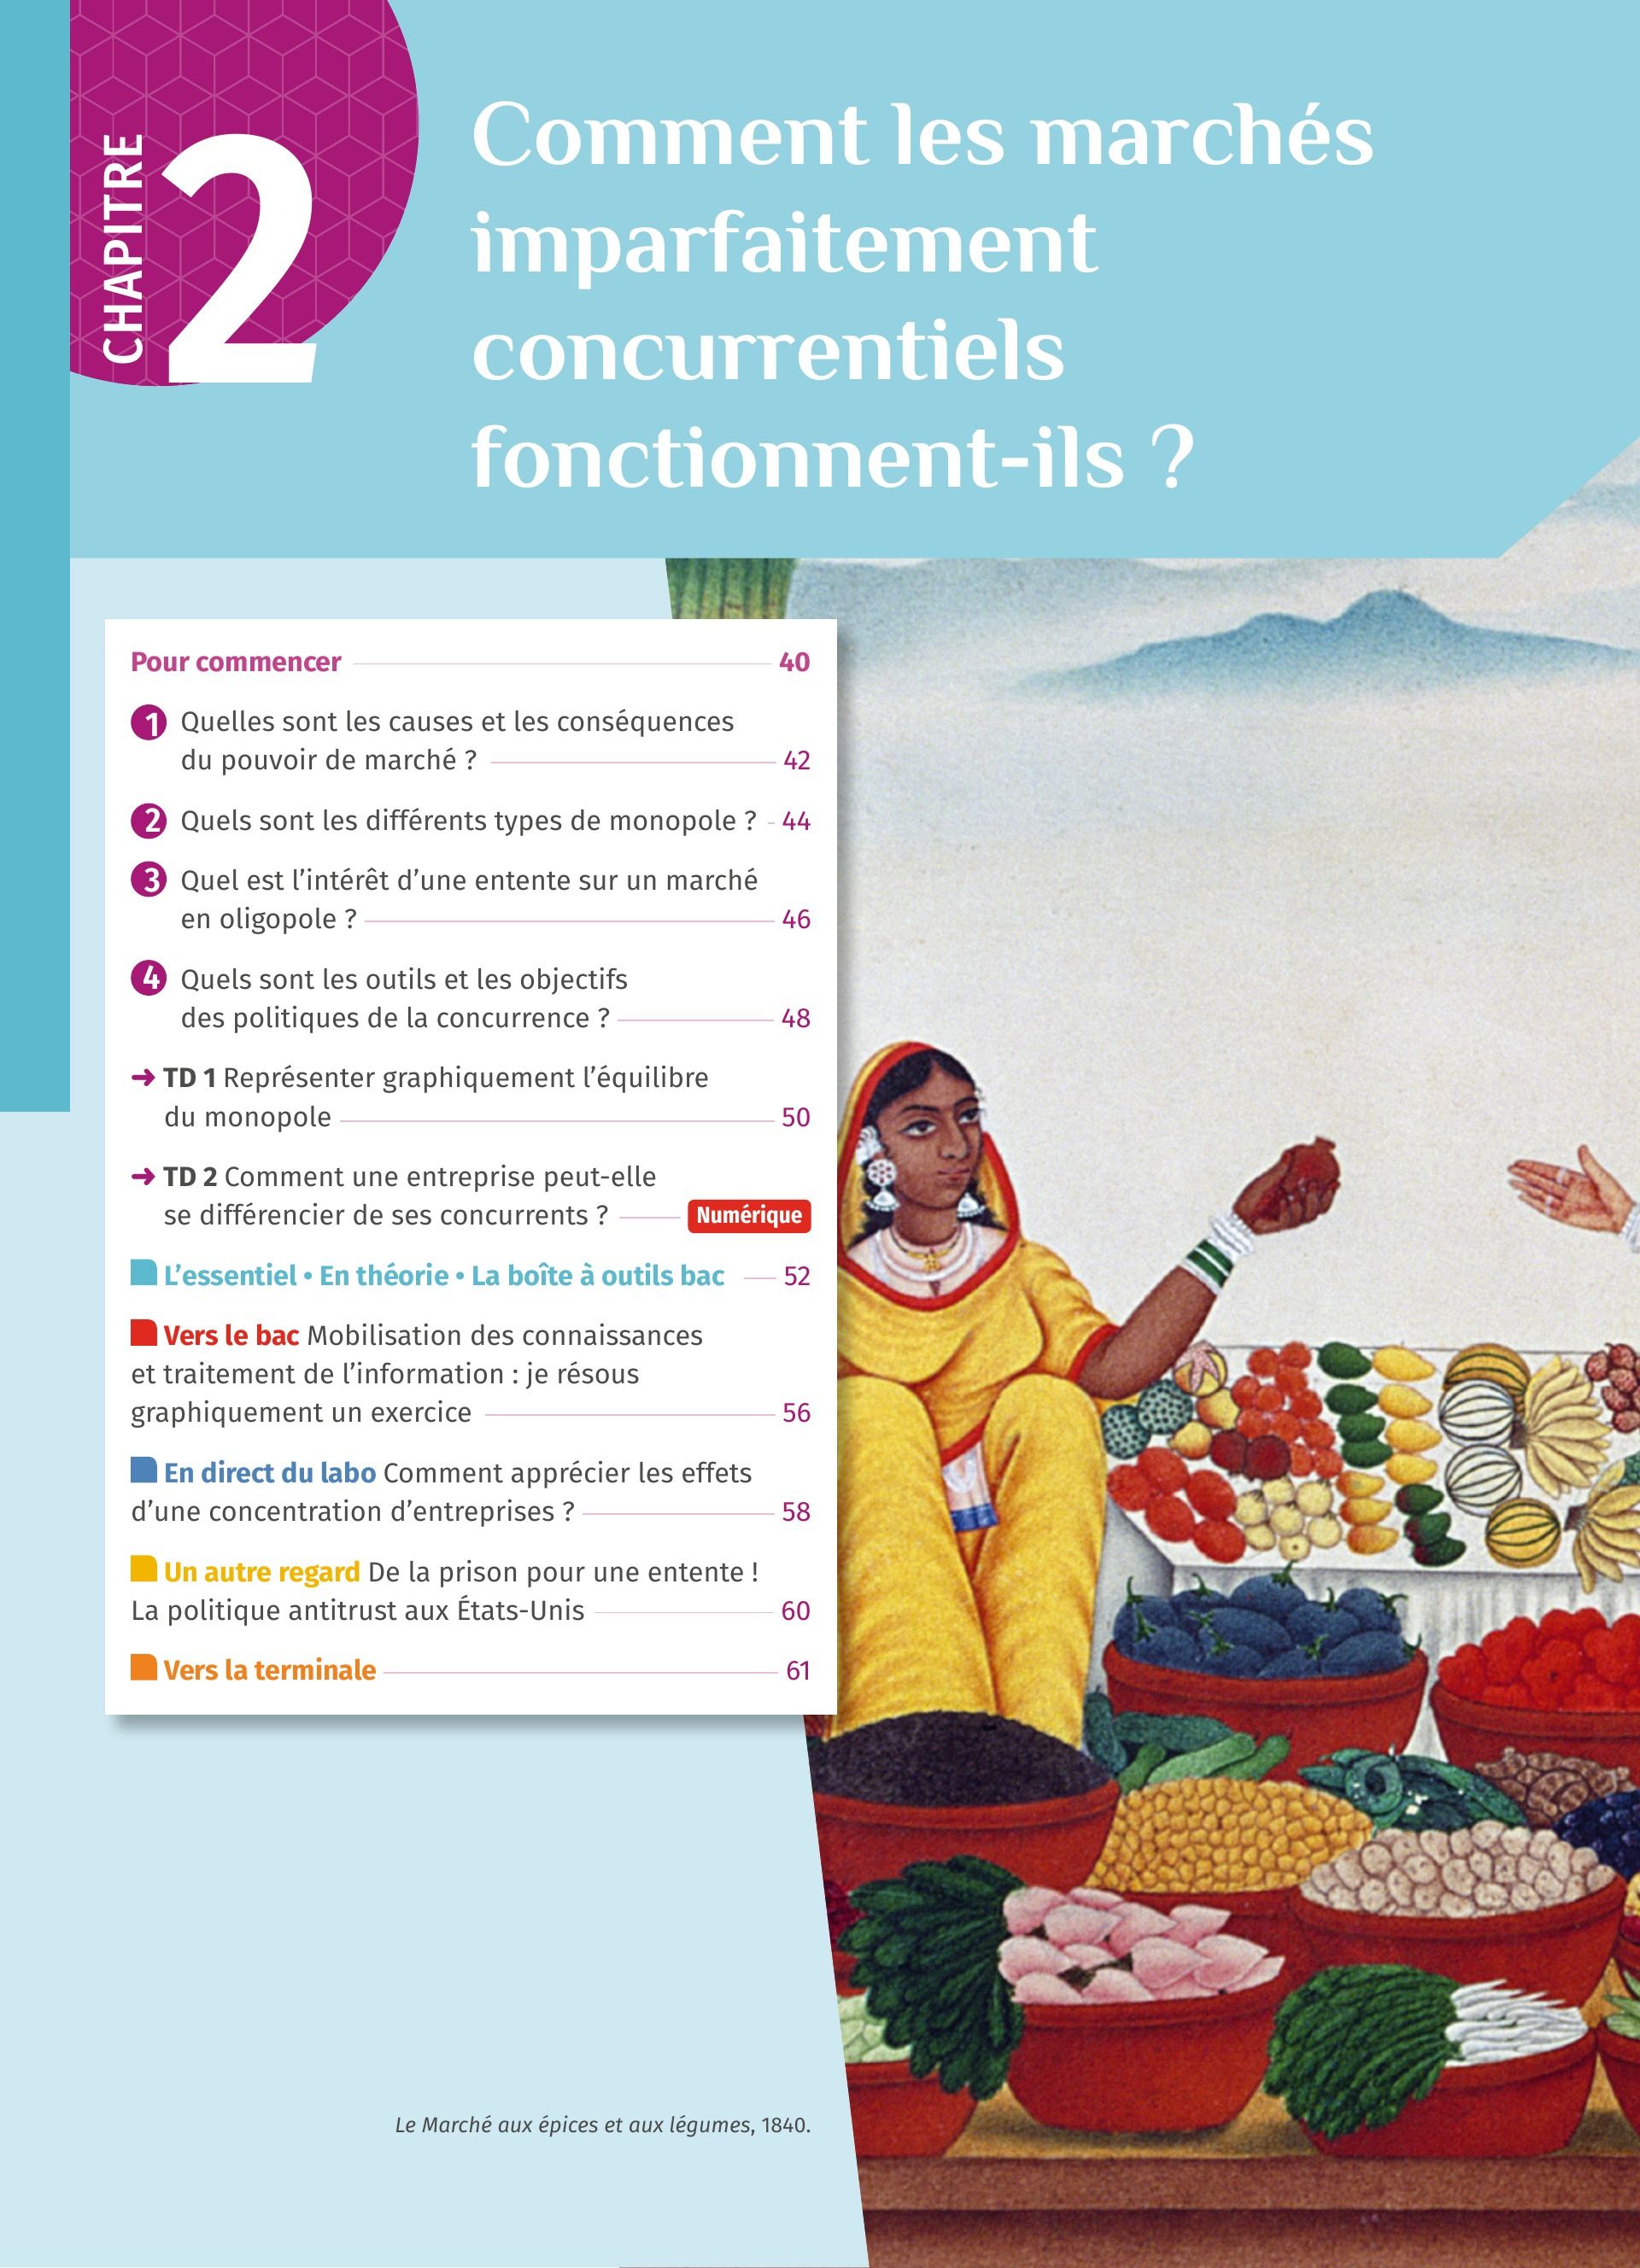 CHAPITRE
2
Comment les marchés
imparfaitement
concurrentiels
fonctionnent-ils ?
Pour commencer 40
1 Quelles sont les causes et les conséquences
du pouvoir de marché ? 42
2 Quels sont les différents types de monopole ? 44
3 Quel est l’intérêt d’une entente sur un marché
en oligopole ? 46
4 Quels sont les outils et les objectifs
des politiques de la concurrence ? 48
➜ TD 1 Représenter graphiquement l’équilibre
du monopole 50
➜ TD 2 Comment une entreprise peut-elle
se différencier de ses concurrents ? Numérique
L’essentiel • En théorie • La boîte à outils bac 52
Vers le bac Mobilisation des connaissances
et traitement de l’information : je résous
graphiquement un exercice 56
En direct du labo Comment apprécier les effets
d’une concentration d’entreprises ? 58
Un autre regard De la prison pour une entente !
La politique antitrust aux États-Unis 60
Vers la terminale 61
Le Marché aux épices et aux légumes, 1840.